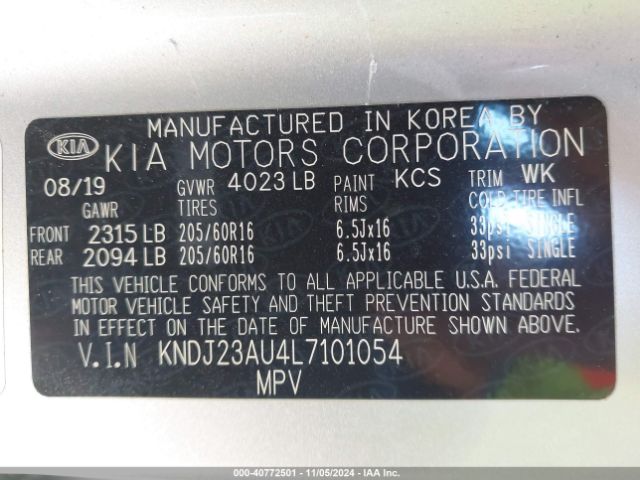 MANUFACTURED IN KOREA BY
KIA KIA MOTORS CORPORATION
08/19 GVWR 4023 LB PAINT KCS TRIM WK
GAWR TIRES RIMS COLD TIRE INFL
FRONT 2315 LB 205/60R16 6.5Jx16 33psi SINGLE
REAR 2094 LB 205/60R16 6.5Jx16 33psi SINGLE
THIS VEHICLE CONFORMS TO ALL APPLICABLE U.S.A. FEDERAL
MOTOR VEHICLE SAFETY AND THEFT PREVENTION STANDARDS
IN EFFECT ON THE DATE OF MANUFACTURE SHOWN ABOVE.
V.I.N KNDJ23AU4L7101054
MPV
© - 40772501 - 11/05/2024 - IAA Inc.